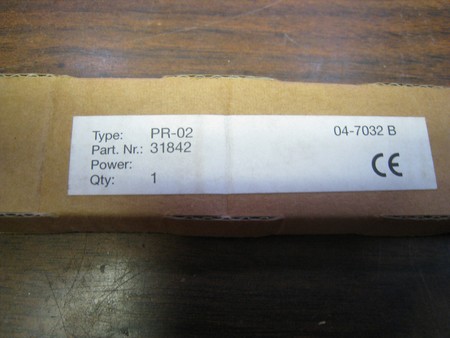 Type: PR-02 04-7032 B
Part. Nr.: 31842
Power:
Qty: 1
CE